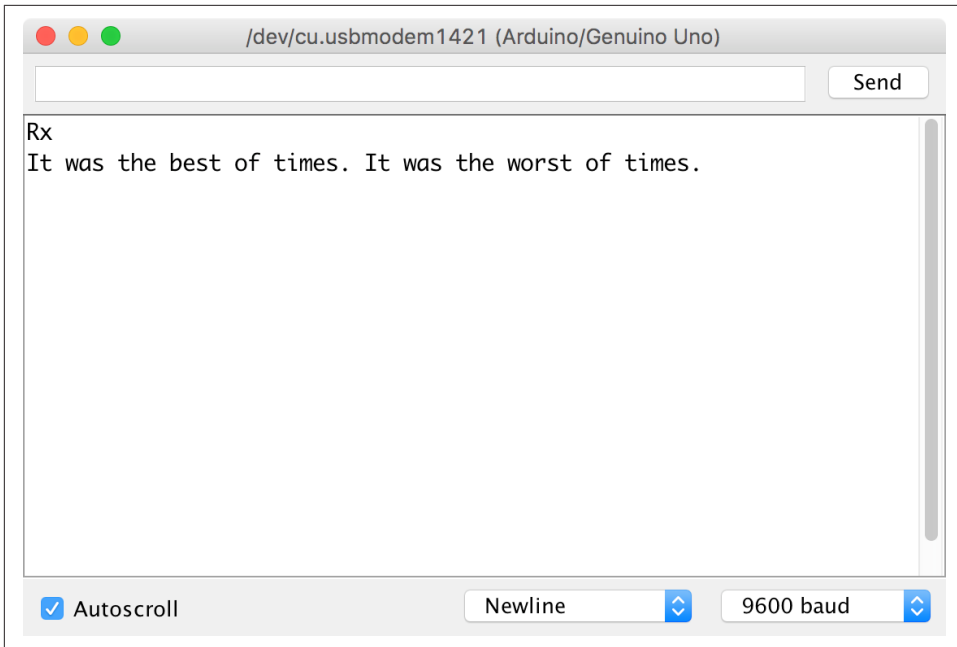 /dev/cu.usbmodem1421 (Arduino/Genuino Uno)
Send
Rx
It was the best of times. It was the worst of times.
Autoscroll
Newline
9600 baud